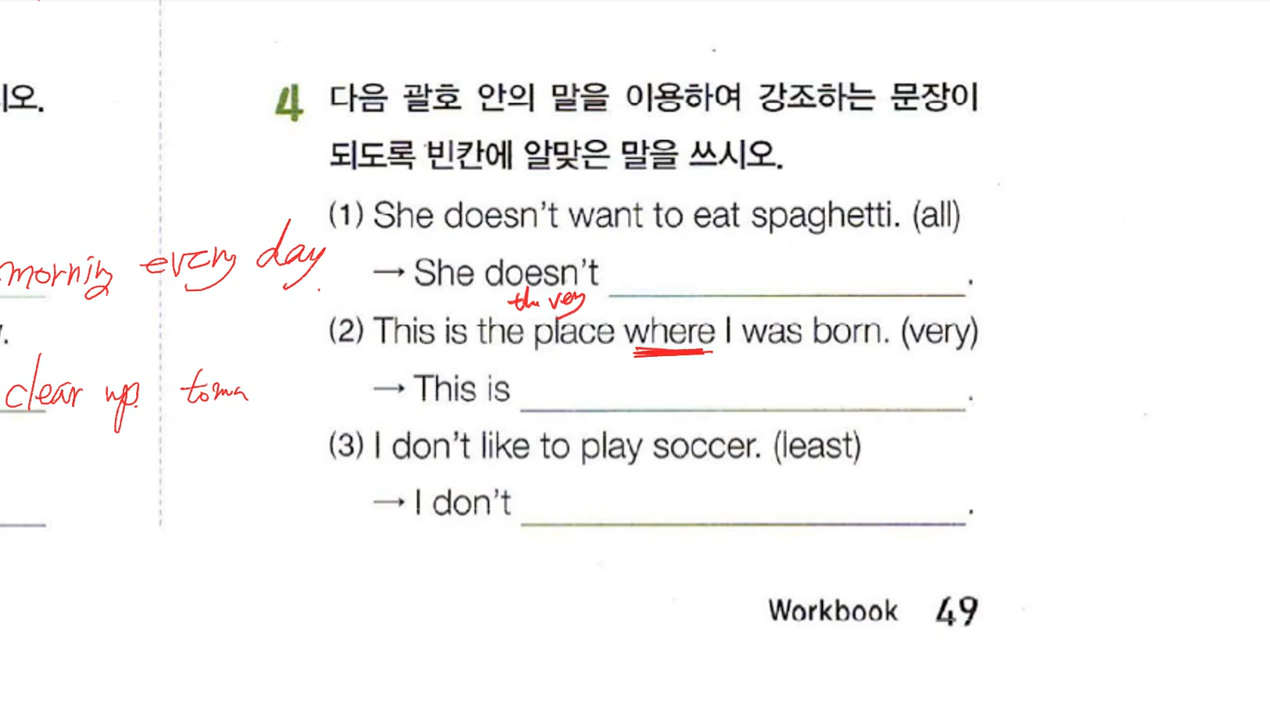 시오.
4 다음 괄호 안의 말을 이용하여 강조하는 문장이
되도록 빈칸에 알맞은 말을 쓰시오.
(1) She doesn't want to eat spaghetti. (all)
morning every day.
→ She doesn't .
the very
(2) This is the place where I was born. (very)
clear up.
→ This is .
(3) I don't like to play soccer. (least)
→ I don't .
Workbook 49